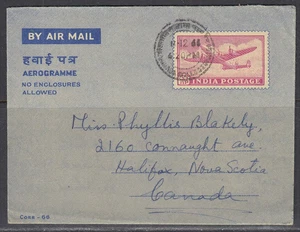 BY AIR MAIL
हवाई पत्र
AEROGRAMME
NO ENCLOSURES
ALLOWED
INDIA POSTAGE
Miss Phyllis Blakely,
2160 Connaught ave
Halifax, Nova Scotia
Canada